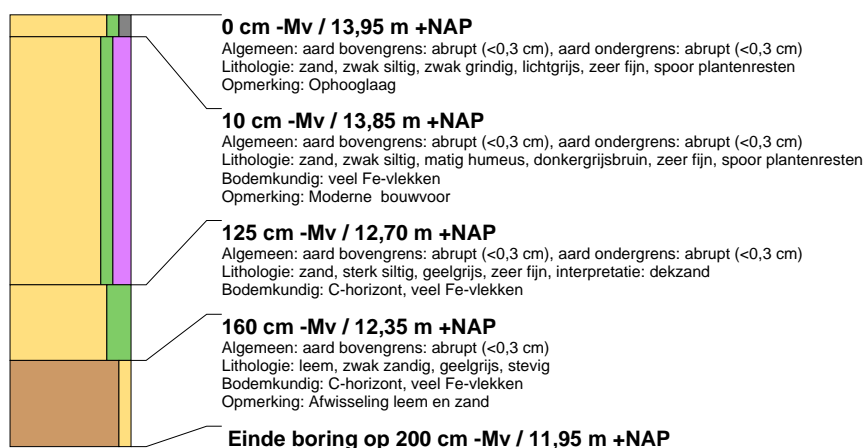 0 cm -Mv / 13,95 m +NAP
Algemeen: aard bovengrens: abrupt (<0,3 cm), aard ondergrens: abrupt (<0,3 cm)
Lithologie: zand, zwak siltig, zwak grindig, lichtgrijs, zeer fijn, spoor plantenresten
Opmerking: Ophooglaag
10 cm -Mv / 13,85 m +NAP
Algemeen: aard bovengrens: abrupt (<0,3 cm), aard ondergrens: abrupt (<0,3 cm)
Lithologie: zand, zwak siltig, matig humeus, donkergrijsbruin, zeer fijn, spoor plantenresten
Bodemkundig: veel Fe-vlekken
Opmerking: Moderne bouwvoor
125 cm -Mv / 12,70 m +NAP
Algemeen: aard bovengrens: abrupt (<0,3 cm), aard ondergrens: abrupt (<0,3 cm)
Lithologie: zand, sterk siltig, geelgrijs, zeer fijn, interpretatie: dekzand
Bodemkundig: C-horizont, veel Fe-vlekken
160 cm -Mv / 12,35 m +NAP
Algemeen: aard bovengrens: abrupt (<0,3 cm)
Lithologie: leem, zwak zandig, geelgrijs, stevig
Bodemkundig: C-horizont, veel Fe-vlekken
Opmerking: Afwisseling leem en zand
Einde boring op 200 cm -Mv / 11,95 m +NAP